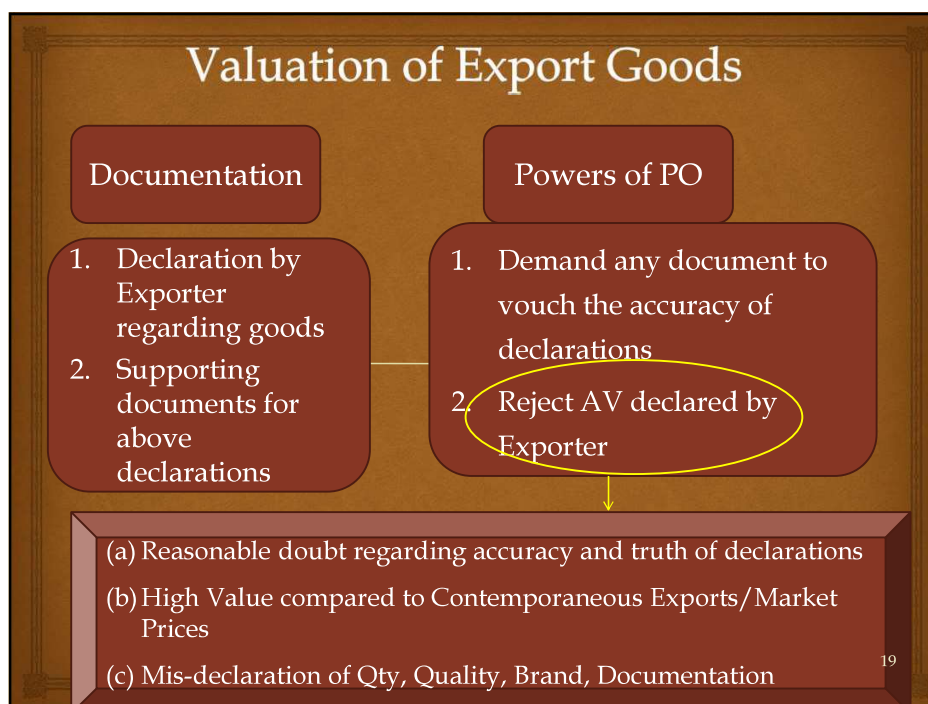 Valuation of Export Goods
Documentation
1. Declaration by
Exporter
regarding goods
2. Supporting
documents for
above
declarations
Powers of PO
1. Demand any document to
vouch the accuracy of
declarations
2. Reject AV declared by
Exporter
(a) Reasonable doubt regarding accuracy and truth of declarations
(b) High Value compared to Contemporaneous Exports/Market
Prices
(c) Mis-declaration of Qty, Quality, Brand, Documentation
19